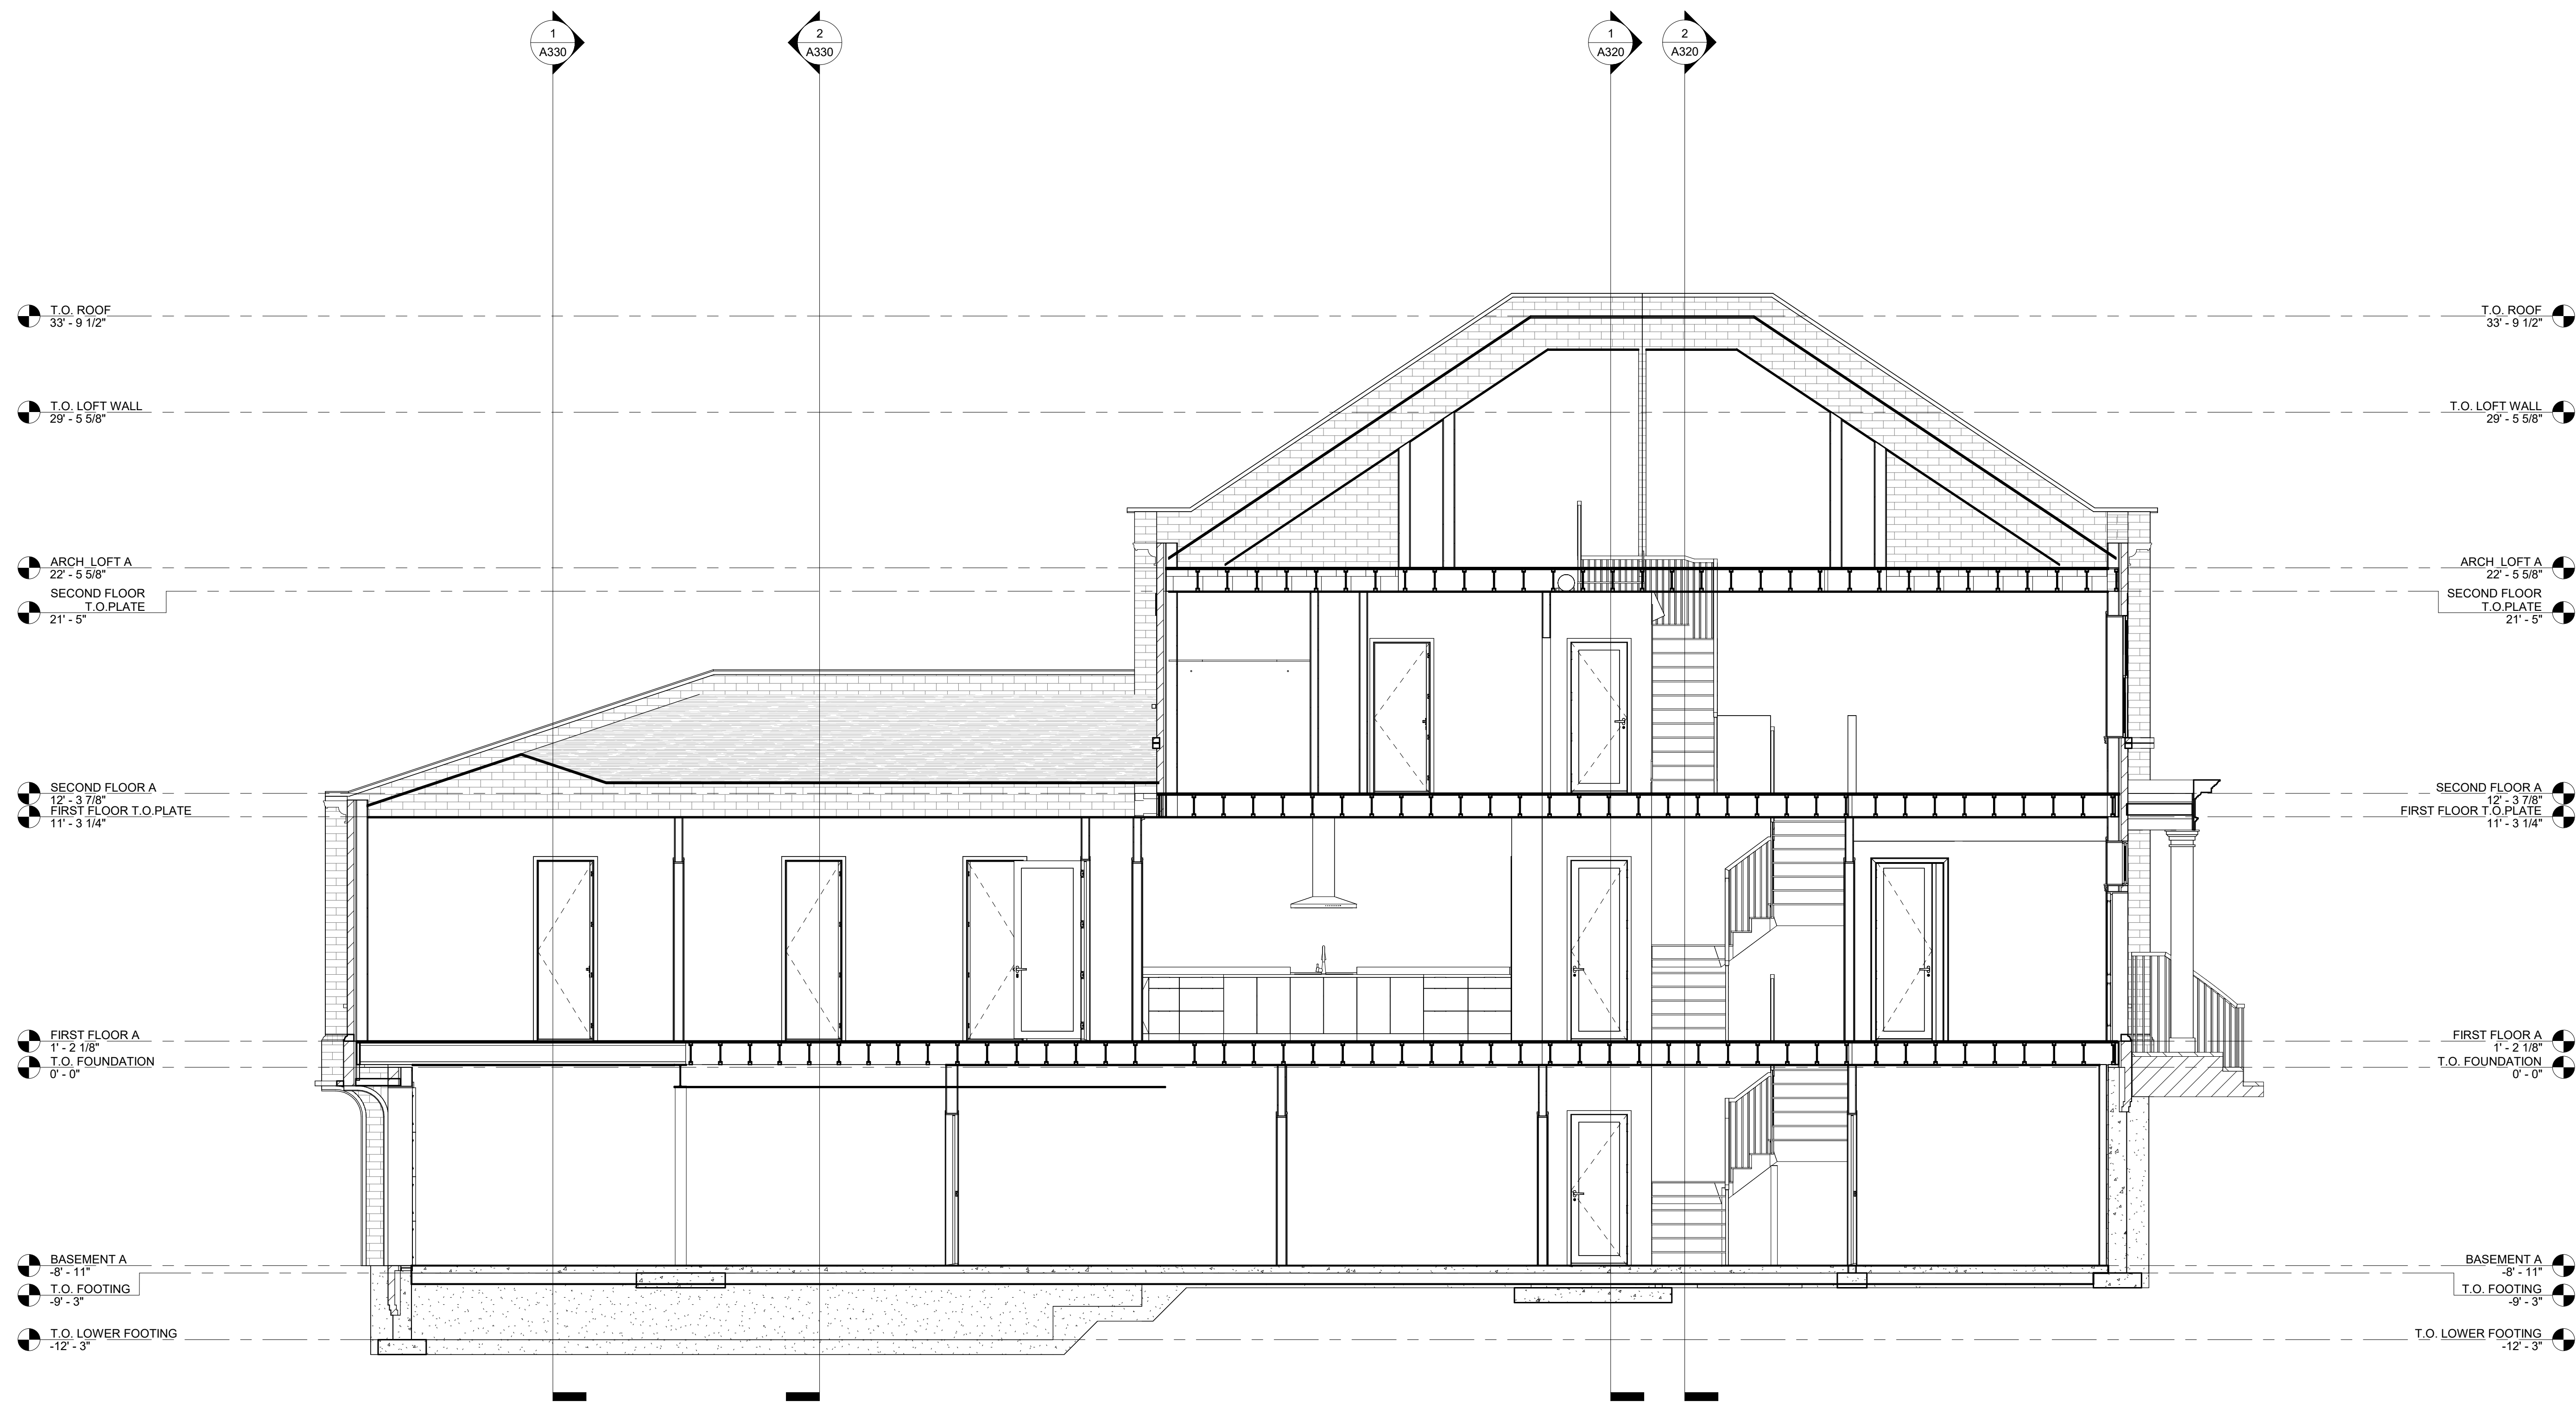 1
A330
2
A330
1
A320
2
A320
T.O. ROOF
33' - 9 1/2"
T.O. ROOF
33' - 9 1/2"
T.O. LOFT WALL
29' - 5 5/8"
T.O. LOFT WALL
29' - 5 5/8"
ARCH LOFT A
22' - 5 5/8"
ARCH LOFT A
22' - 5 5/8"
SECOND FLOOR
T.O.PLATE
21' - 5"
SECOND FLOOR
T.O.PLATE
21' - 5"
SECOND FLOOR A
12' - 3 7/8"
SECOND FLOOR A
12' - 3 7/8"
FIRST FLOOR T.O.PLATE
11' - 3 1/4"
FIRST FLOOR T.O.PLATE
11' - 3 1/4"
FIRST FLOOR A
1' - 2 1/8"
FIRST FLOOR A
1' - 2 1/8"
T.O. FOUNDATION
0' - 0"
T.O. FOUNDATION
0' - 0"
BASEMENT A
-8' - 11"
BASEMENT A
-8' - 11"
T.O. FOOTING
-9' - 3"
T.O. FOOTING
-9' - 3"
T.O. LOWER FOOTING
-12' - 3"
T.O. LOWER FOOTING
-12' - 3"